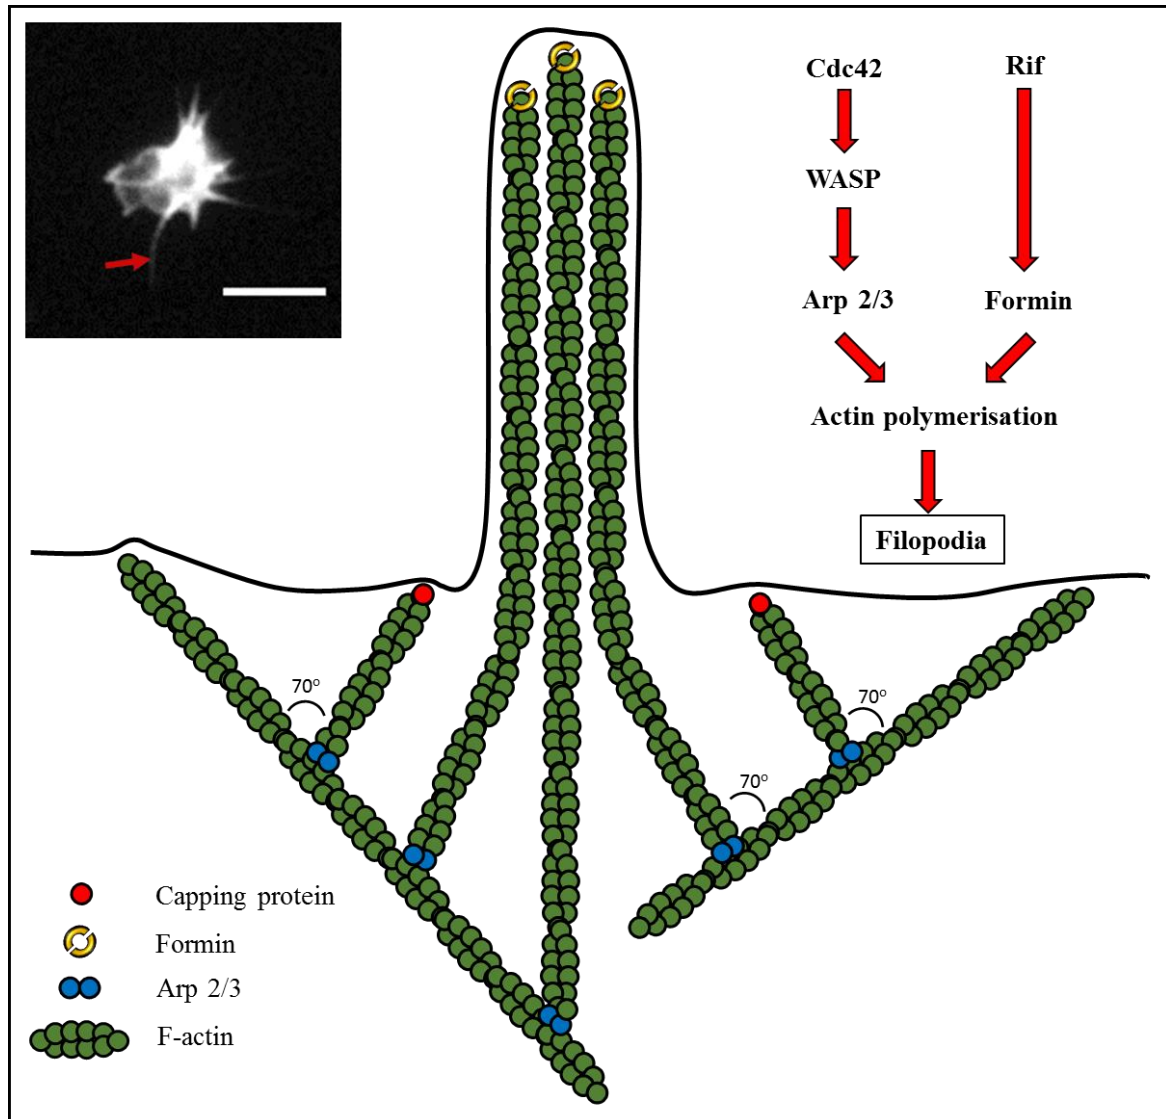 Cdc42
Rif
WASP
Arp 2/3
Formin
Actin polymerisation
Filopodia
70°
70°
70°
Capping protein
Formin
Arp 2/3
F-actin